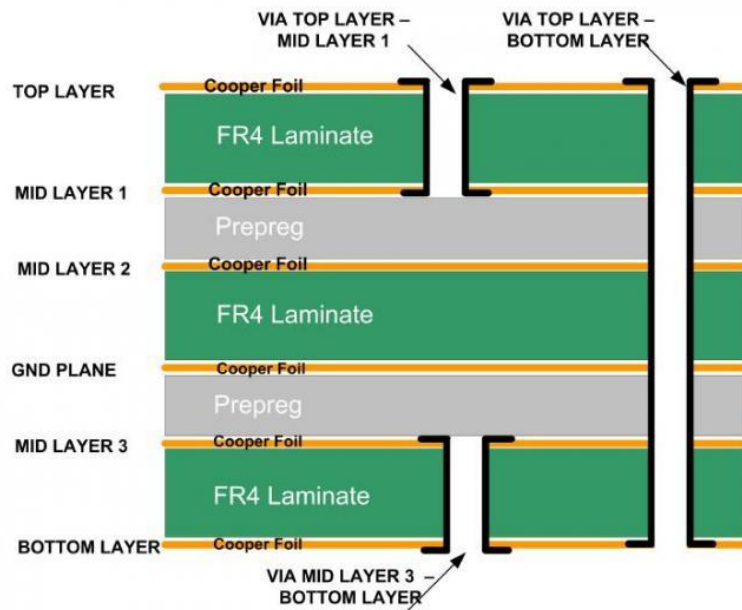 VIA TOP LAYER –
MID LAYER 1
VIA TOP LAYER –
BOTTOM LAYER
TOP LAYER
Cooper Foil
FR4 Laminate
MID LAYER 1
Cooper Foil
Prepreg
MID LAYER 2
Cooper Foil
FR4 Laminate
GND PLANE
Cooper Foil
Prepreg
MID LAYER 3
Cooper Foil
FR4 Laminate
BOTTOM LAYER
Cooper Foil
VIA MID LAYER 3 –
BOTTOM LAYER